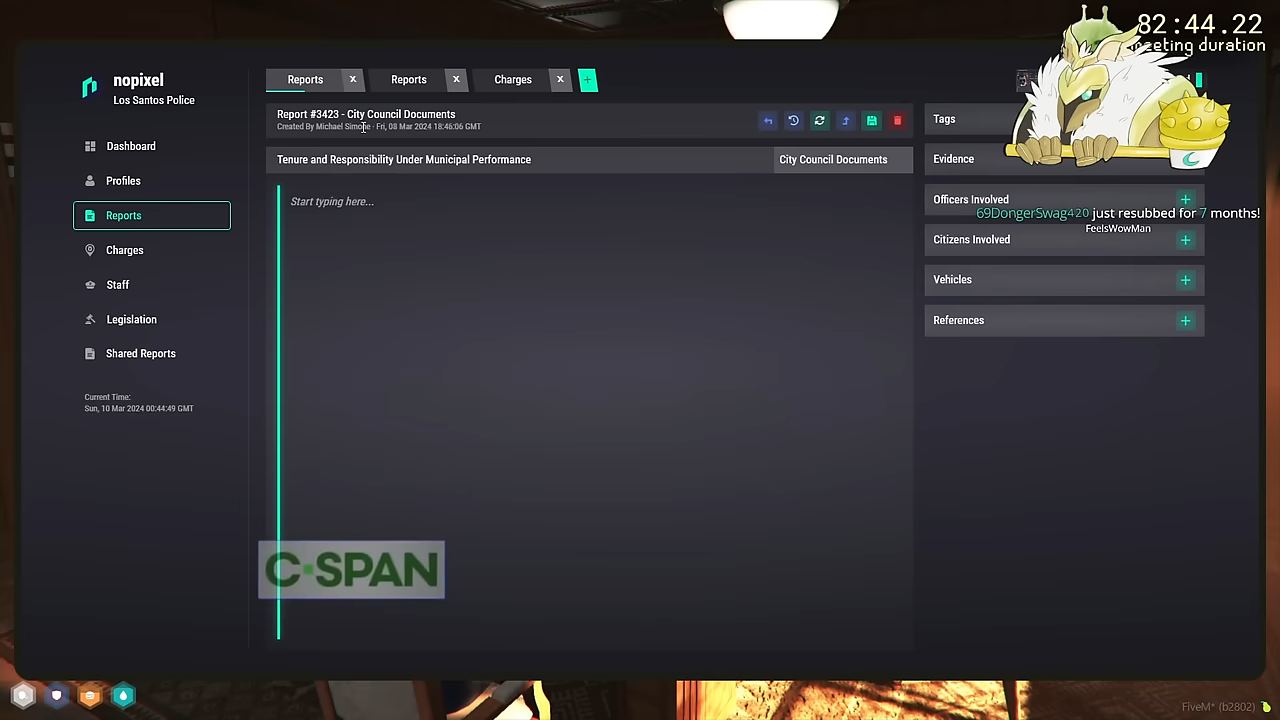 82:44.22
meeting duration
nopixel
Los Santos Police
Reports x
Reports x
Charges x
+
Report #3423 - City Council Documents
Created By Michael Simone - Fri, 08 Mar 2024 18:46:06 GMT
Tenure and Responsibility Under Municipal Performance
City Council Documents
Start typing here...
Dashboard
Profiles
Reports
Charges
Staff
Legislation
Shared Reports
Current Time:
Sun, 10 Mar 2024 00:44:49 GMT
Tags
Evidence
Officers Involved +
69DongerSwag420 just resubbed for 7 months!
FeelsWowMan
Citizens Involved +
Vehicles +
References +
C·SPAN
FiveM* (b2802)